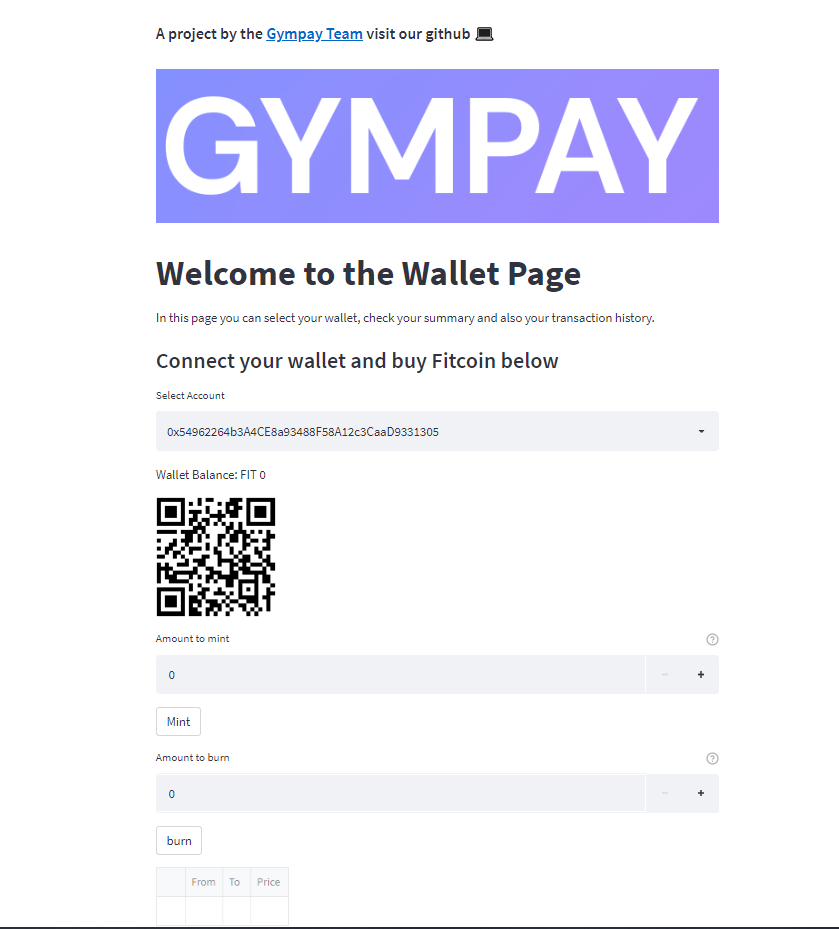 A project by the Gympay Team visit our github
GYMPAY
Welcome to the Wallet Page
In this page you can select your wallet, check your summary and also your transaction history.
Connect your wallet and buy Fitcoin below
Select Account
0x54962264b3A4CE8a93488F58A12c3CaaD9331305
Wallet Balance: FIT 0
Amount to mint
0
Mint
Amount to burn
0
burn
From To Price